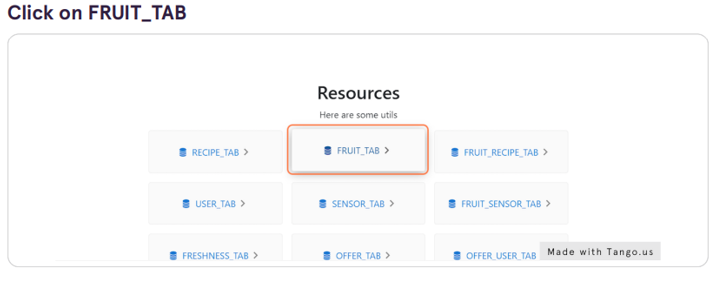 Click on FRUIT_TAB
Resources
Here are some utils
RECIPE_TAB >
FRUIT_TAB >
FRUIT_RECIPE_TAB >
USER_TAB >
SENSOR_TAB >
FRUIT_SENSOR_TAB >
FRESHNESS_TAB >
OFFER_TAB >
OFFER_USER_TAB
Made with Tango.us